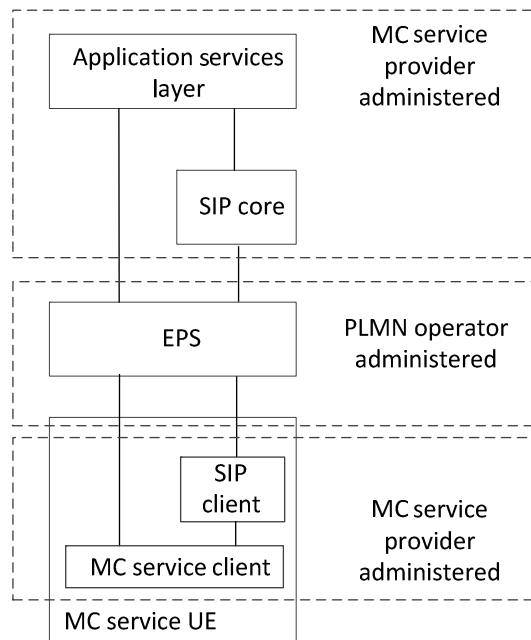 Application services
layer
MC service
provider
administered
SIP core
EPS
PLMN operator
administered
SIP
client
MC service client
MC service
provider
administered
MC service UE